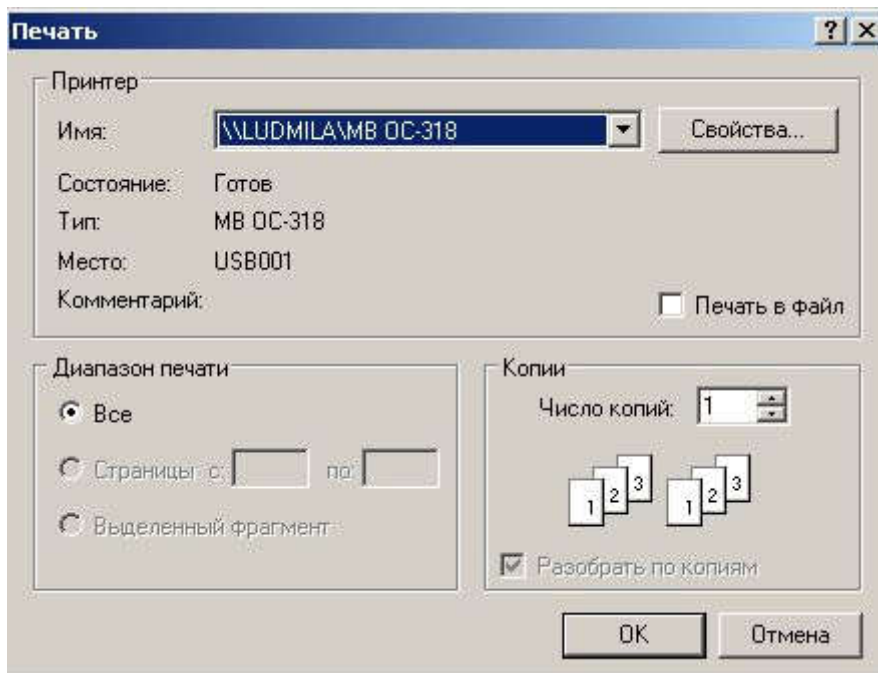 Печать
Принтер
Имя: \\LUDMILA\MB OC-318 Свойства...
Состояние: Готов
Тип: MB OC-318
Место: USB001
Комментарий:
Печать в файл
Диапазон печати
Все
Страницы с: по:
Выделенный фрагмент
Копии
Число копий: 1
1 2 3 1 2 3
Разобрать по копиям
OK Отмена